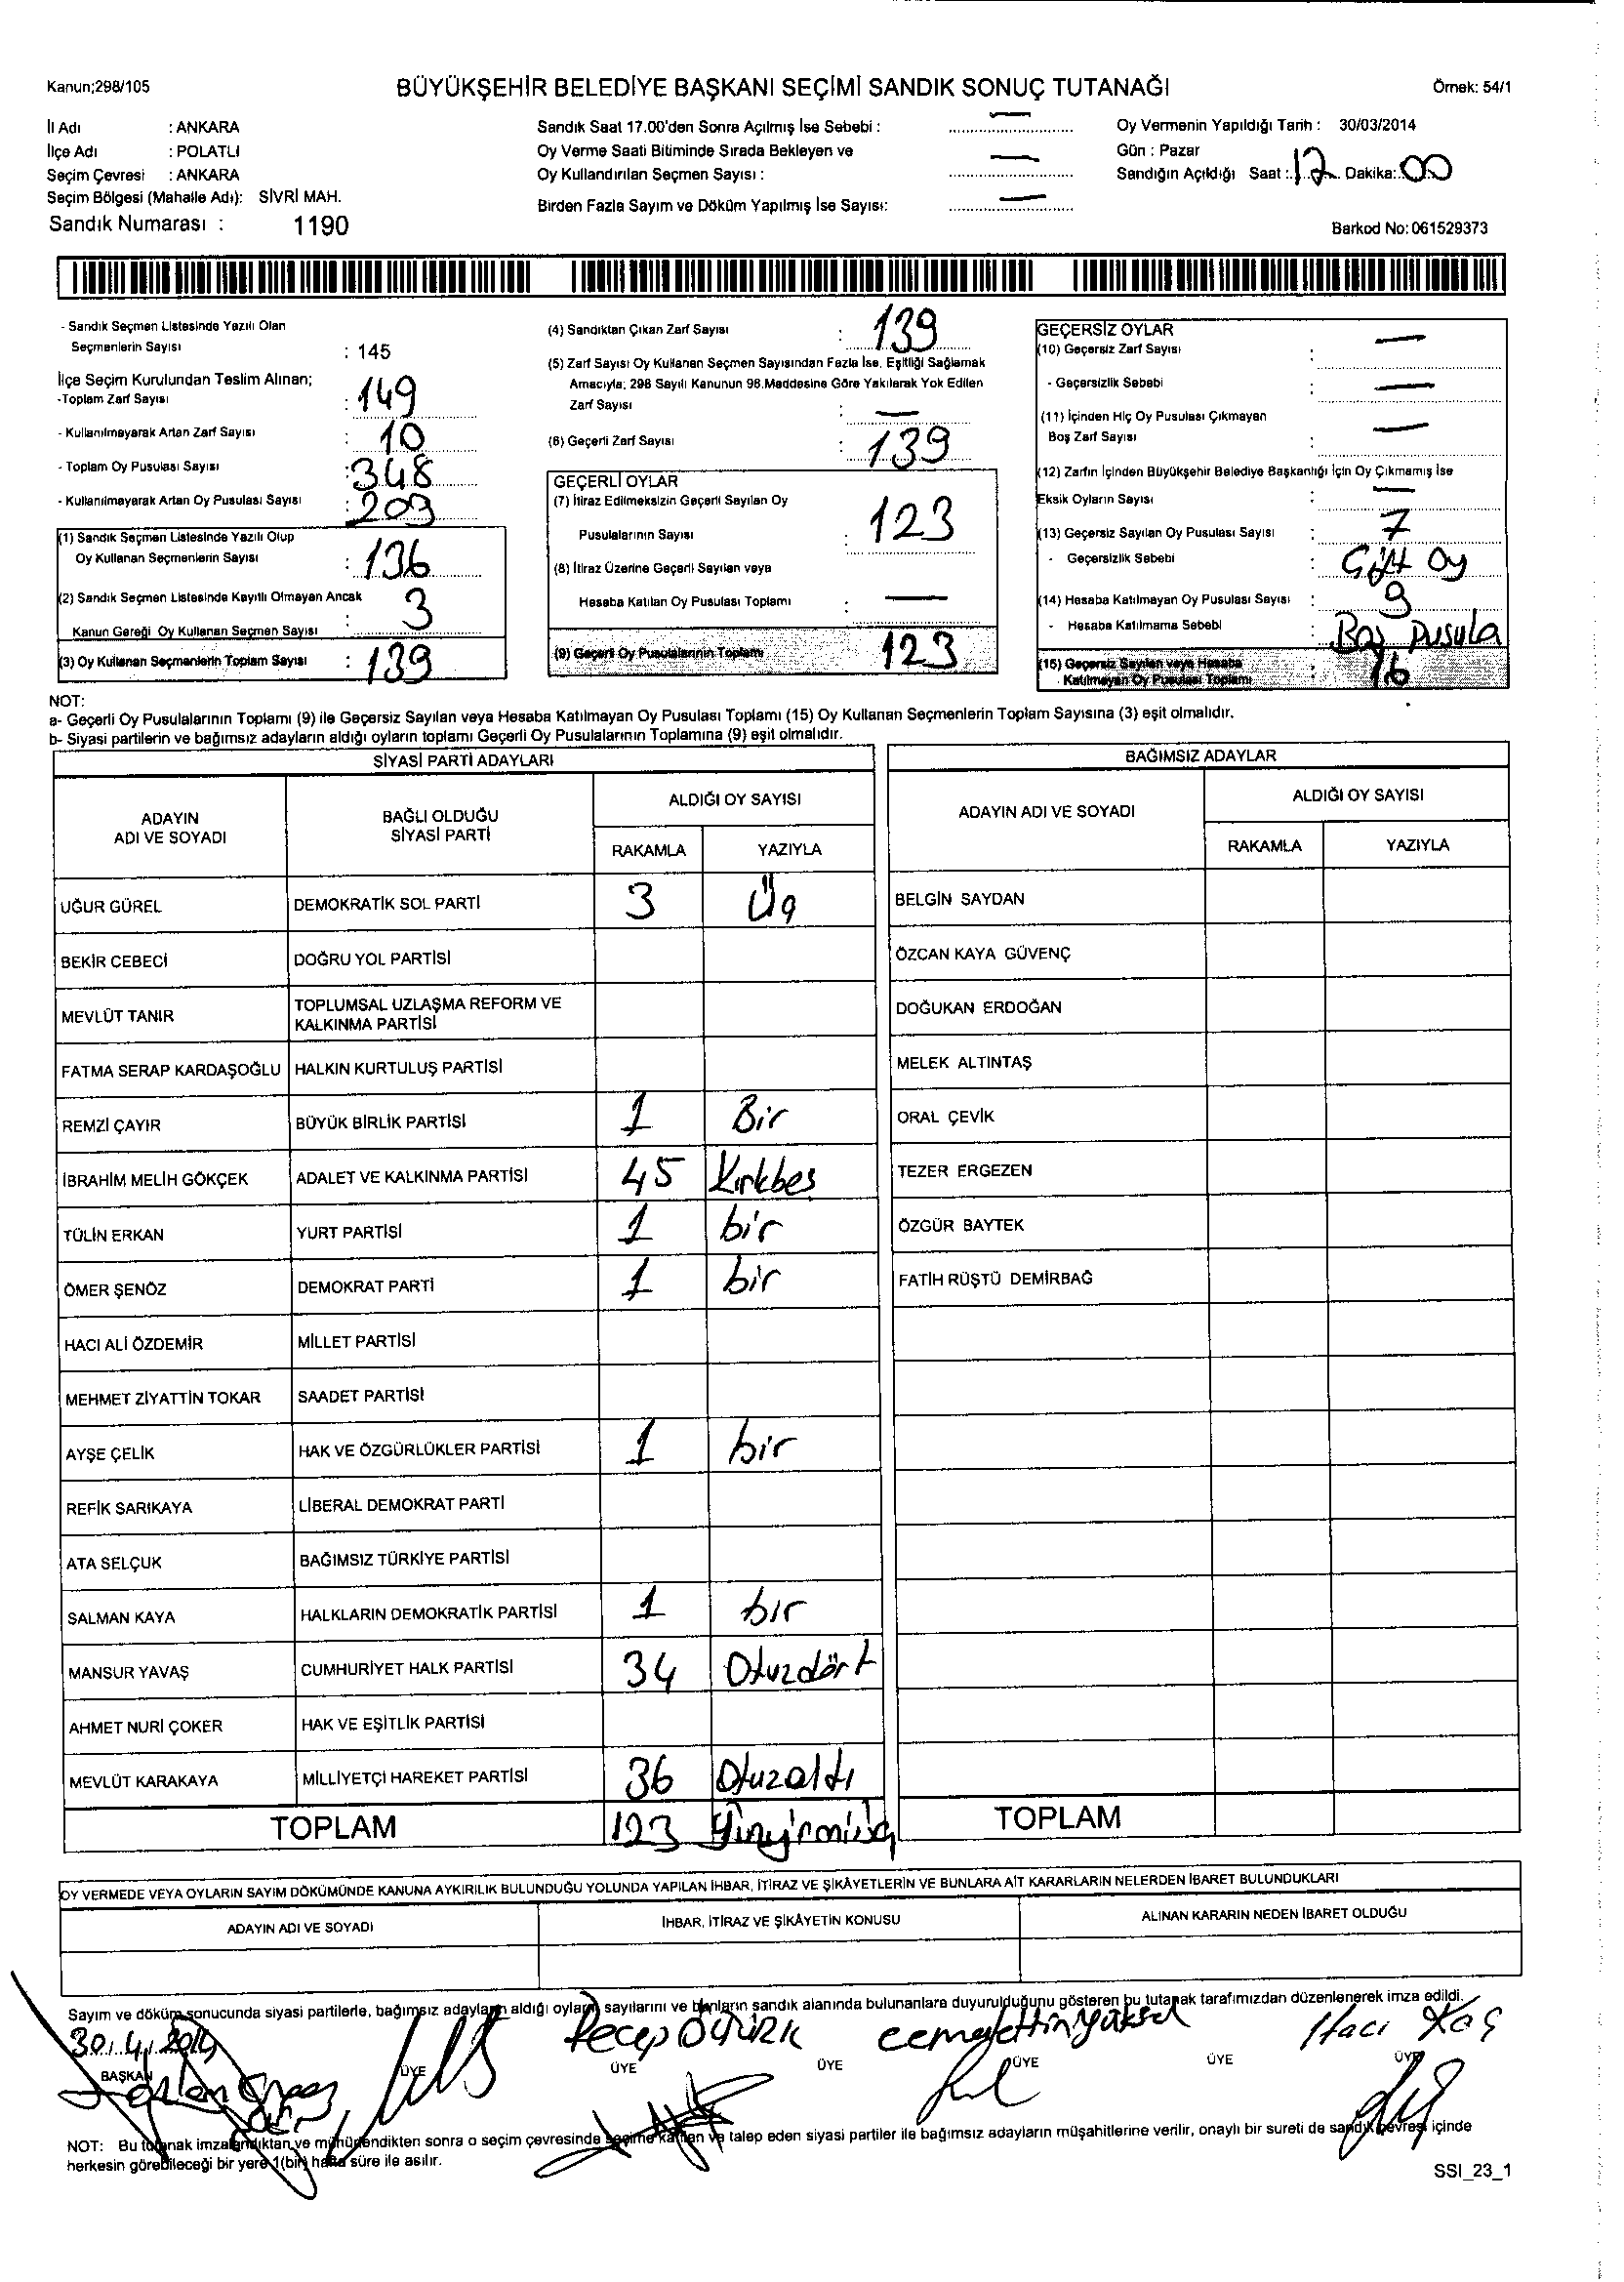 Kanun;298/105
BÜYÜKŞEHİR BELEDİYE BAŞKANI SEÇİMİ SANDIK SONUÇ TUTANAĞI
Örnek: 54/1
İl Adı : ANKARA
İlçe Adı : POLATLI
Seçim Çevresi : ANKARA
Seçim Bölgesi (Mahalle Adı): SİVRİ MAH.
Sandık Numarası : 1190
Sandık Saat 17.00'den Sonra Açılmış İse Sebebi : —
Oy Verme Saati Bitiminde Sırada Bekleyen ve
Oy Kullandırılan Seçmen Sayısı : —
Birden Fazla Sayım ve Döküm Yapılmış İse Sayısı: —
Oy Vermenin Yapıldığı Tarih : 30/03/2014
Gün : Pazar
Sandığın Açıldığı Saat : 17 Dakika: 00
Barkod No: 061529373
- Sandık Seçmen Listesinde Yazılı Olan
Seçmenlerin Sayısı : 145
İlçe Seçim Kurulundan Teslim Alınan;
-Toplam Zarf Sayısı : 149
- Kullanılmayarak Artan Zarf Sayısı : 10
- Toplam Oy Pusulası Sayısı : 348
- Kullanılmayarak Artan Oy Pusulası Sayısı : 209
(1) Sandık Seçmen Listesinde Yazılı Olup
Oy Kullanan Seçmenlerin Sayısı : 136
(2) Sandık Seçmen Listesinde Kayıtlı Olmayan Ancak
Kanun Gereği Oy Kullanan Seçmen Sayısı : 3
(3) Oy Kullanan Seçmenlerin Toplam Sayısı : 139
(4) Sandıktan Çıkan Zarf Sayısı : 139
(5) Zarf Sayısı Oy Kullanan Seçmen Sayısından Fazla İse, Eşitliği Sağlamak
Amacıyla; 298 Sayılı Kanunun 98.Maddesine Göre Yakılarak Yok Edilen
Zarf Sayısı : —
(6) Geçerli Zarf Sayısı : 139
GEÇERLİ OYLAR
(7) İtiraz Edilmeksizin Geçerli Sayılan Oy
Pusulalarının Sayısı : 123
(8) İtiraz Üzerine Geçerli Sayılan veya
Hesaba Katılan Oy Pusulası Toplamı : —
(9) Geçerli Oy Pusulalarının Toplamı 123
GEÇERSİZ OYLAR
(10) Geçersiz Zarf Sayısı : —
- Geçersizlik Sebebi : —
(11) İçinden Hiç Oy Pusulası Çıkmayan
Boş Zarf Sayısı : —
(12) Zarfın İçinden Büyükşehir Belediye Başkanlığı İçin Oy Çıkmamış İse
Eksik Oyların Sayısı : —
(13) Geçersiz Sayılan Oy Pusulası Sayısı : 7
- Geçersizlik Sebebi : Çift Oy
(14) Hesaba Katılmayan Oy Pusulası Sayısı : 9
- Hesaba Katılmama Sebebi : Boş Pusula
(15) Geçersiz Sayılan veya Hesaba
Katılmayan Oy Pusulası Toplamı : 16
NOT:
a- Geçerli Oy Pusulalarının Toplamı (9) ile Geçersiz Sayılan veya Hesaba Katılmayan Oy Pusulası Toplamı (15) Oy Kullanan Seçmenlerin Toplam Sayısına (3) eşit olmalıdır.
b- Siyasi partilerin ve bağımsız adayların aldığı oyların toplamı Geçerli Oy Pusulalarının Toplamına (9) eşit olmalıdır.
SİYASİ PARTİ ADAYLARI
ADAYIN
ADI VE SOYADI
BAĞLI OLDUĞU
SİYASİ PARTİ
ALDIĞI OY SAYISI
RAKAMLA YAZIYLA
UĞUR GÜREL DEMOKRATİK SOL PARTİ 3 Üç
BEKİR CEBECİ DOĞRU YOL PARTİSİ
MEVLÜT TANIR TOPLUMSAL UZLAŞMA REFORM VE
KALKINMA PARTİSİ
FATMA SERAP KARDAŞOĞLU HALKIN KURTULUŞ PARTİSİ
REMZİ ÇAYIR BÜYÜK BİRLİK PARTİSİ 1 Bir
İBRAHİM MELİH GÖKÇEK ADALET VE KALKINMA PARTİSİ 45 Kırkbeş
TÜLİN ERKAN YURT PARTİSİ 1 bir
ÖMER ŞENÖZ DEMOKRAT PARTİ 1 bir
HACI ALİ ÖZDEMİR MİLLET PARTİSİ
MEHMET ZİYATTİN TOKAR SAADET PARTİSİ
AYŞE ÇELİK HAK VE ÖZGÜRLÜKLER PARTİSİ 1 bir
REFİK SARIKAYA LİBERAL DEMOKRAT PARTİ
ATA SELÇUK BAĞIMSIZ TÜRKİYE PARTİSİ
SALMAN KAYA HALKLARIN DEMOKRATİK PARTİSİ 1 bir
MANSUR YAVAŞ CUMHURİYET HALK PARTİSİ 34 Otuzdört
AHMET NURİ ÇOKER HAK VE EŞİTLİK PARTİSİ
MEVLÜT KARAKAYA MİLLİYETÇİ HAREKET PARTİSİ 36 Otuzaltı
TOPLAM 123 Yüzyirmiüç
BAĞIMSIZ ADAYLAR
ADAYIN ADI VE SOYADI
ALDIĞI OY SAYISI
RAKAMLA YAZIYLA
BELGİN SAYDAN
ÖZCAN KAYA GÜVENÇ
DOĞUKAN ERDOĞAN
MELEK ALTINTAŞ
ORAL ÇEVİK
TEZER ERGEZEN
ÖZGÜR BAYTEK
FATİH RÜŞTÜ DEMİRBAĞ
TOPLAM
OY VERMEDE VEYA OYLARIN SAYIM DÖKÜMÜNDE KANUNA AYKIRILIK BULUNDUĞU YOLUNDA YAPILAN İHBAR, İTİRAZ VE ŞİKÂYETLERİN VE BUNLARA AİT KARARLARIN NELERDEN İBARET BULUNDUKLARI
ADAYIN ADI VE SOYADI İHBAR, İTİRAZ VE ŞİKÂYETİN KONUSU ALINAN KARARIN NEDEN İBARET OLDUĞU
Sayım ve döküm sonucunda siyasi partilerle, bağımsız adayların aldığı oyların sayılarını ve bunların sandık alanında bulunanlara duyurulduğunu gösteren bu tutanak tarafımızdan düzenlenerek imza edildi.
30.4.2014 Recep Öztürk Cemalettin Yüksel Hacı Koç
BAŞKAN ÜYE ÜYE ÜYE ÜYE ÜYE ÜYE
NOT: Bu tutanak imzalandıktan ve mühürlendikten sonra o seçim çevresinde seçime katılan ve talep eden siyasi partiler ile bağımsız adayların müşahitlerine verilir, onaylı bir sureti de sandık çevresi içinde
herkesin görebileceği bir yere 1(bir) hafta süre ile asılır.
SSI_23_1